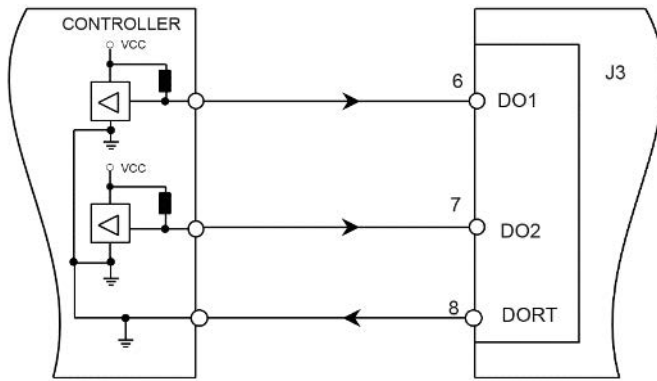 CONTROLLER
VCC
J3
6
DO1
VCC
7
DO2
8
DORT